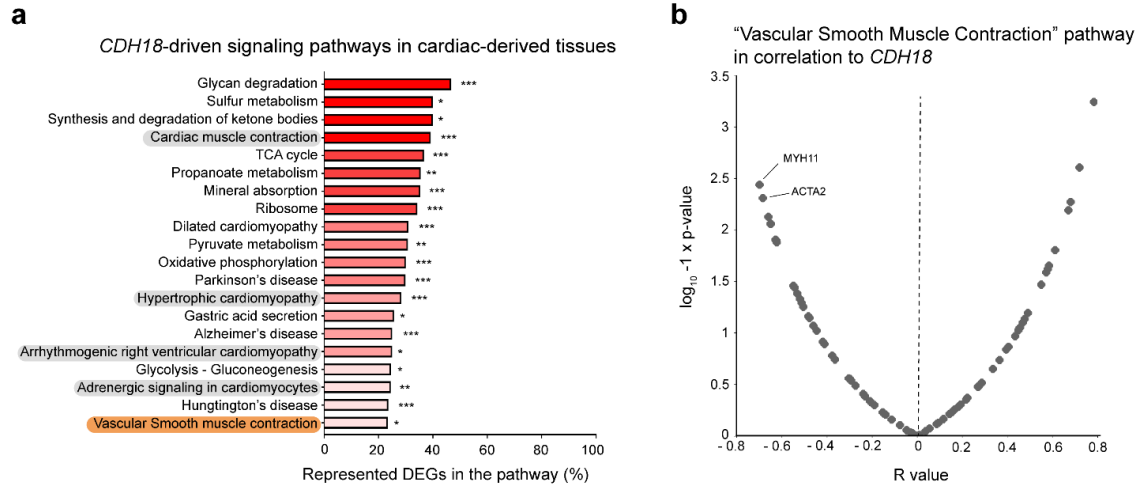 a
CDH18-driven signaling pathways in cardiac-derived tissues
Glycan degradation ***
Sulfur metabolism *
Synthesis and degradation of ketone bodies *
Cardiac muscle contraction ***
TCA cycle ***
Propanoate metabolism **
Mineral absorption ***
Ribosome ***
Dilated cardiomyopathy ***
Pyruvate metabolism **
Oxidative phosphorylation ***
Parkinson's disease ***
Hypertrophic cardiomyopathy ***
Gastric acid secretion *
Alzheimer's disease ***
Arrhythmogenic right ventricular cardiomyopathy *
Glycolysis - Gluconeogenesis *
Adrenergic signaling in cardiomyocytes **
Hungtington's disease ***
Vascular Smooth muscle contraction *
0 20 40 60 80 100
Represented DEGs in the pathway (%)
b
“Vascular Smooth Muscle Contraction” pathway
in correlation to CDH18
3.5
3
2.5
2
1.5
1
0.5
0
log10 -1 x p-value
MYH11
ACTA2
- 0.8 - 0.6 - 0.4 - 0.2 0 0.2 0.4 0.6 0.8
R value